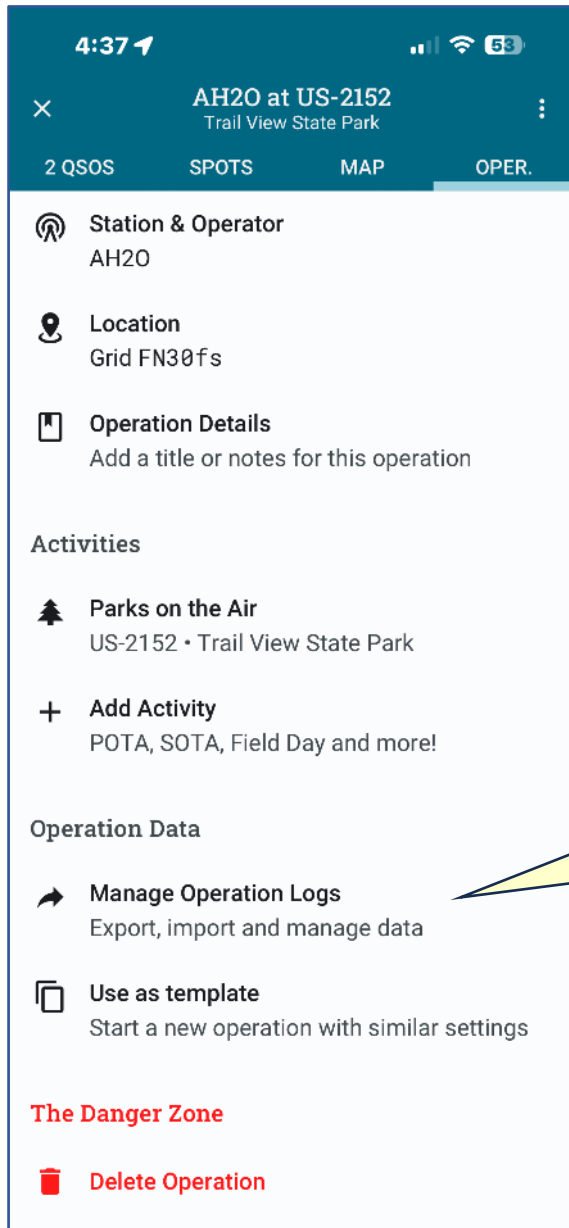 4:37
53
AH2O at US-2152
Trail View State Park
2 QSOS SPOTS MAP OPER.
Station & Operator
AH2O
Location
Grid FN30fs
Operation Details
Add a title or notes for this operation
Activities
Parks on the Air
US-2152 • Trail View State Park
Add Activity
POTA, SOTA, Field Day and more!
Operation Data
Manage Operation Logs
Export, import and manage data
Use as template
Start a new operation with similar settings
The Danger Zone
Delete Operation